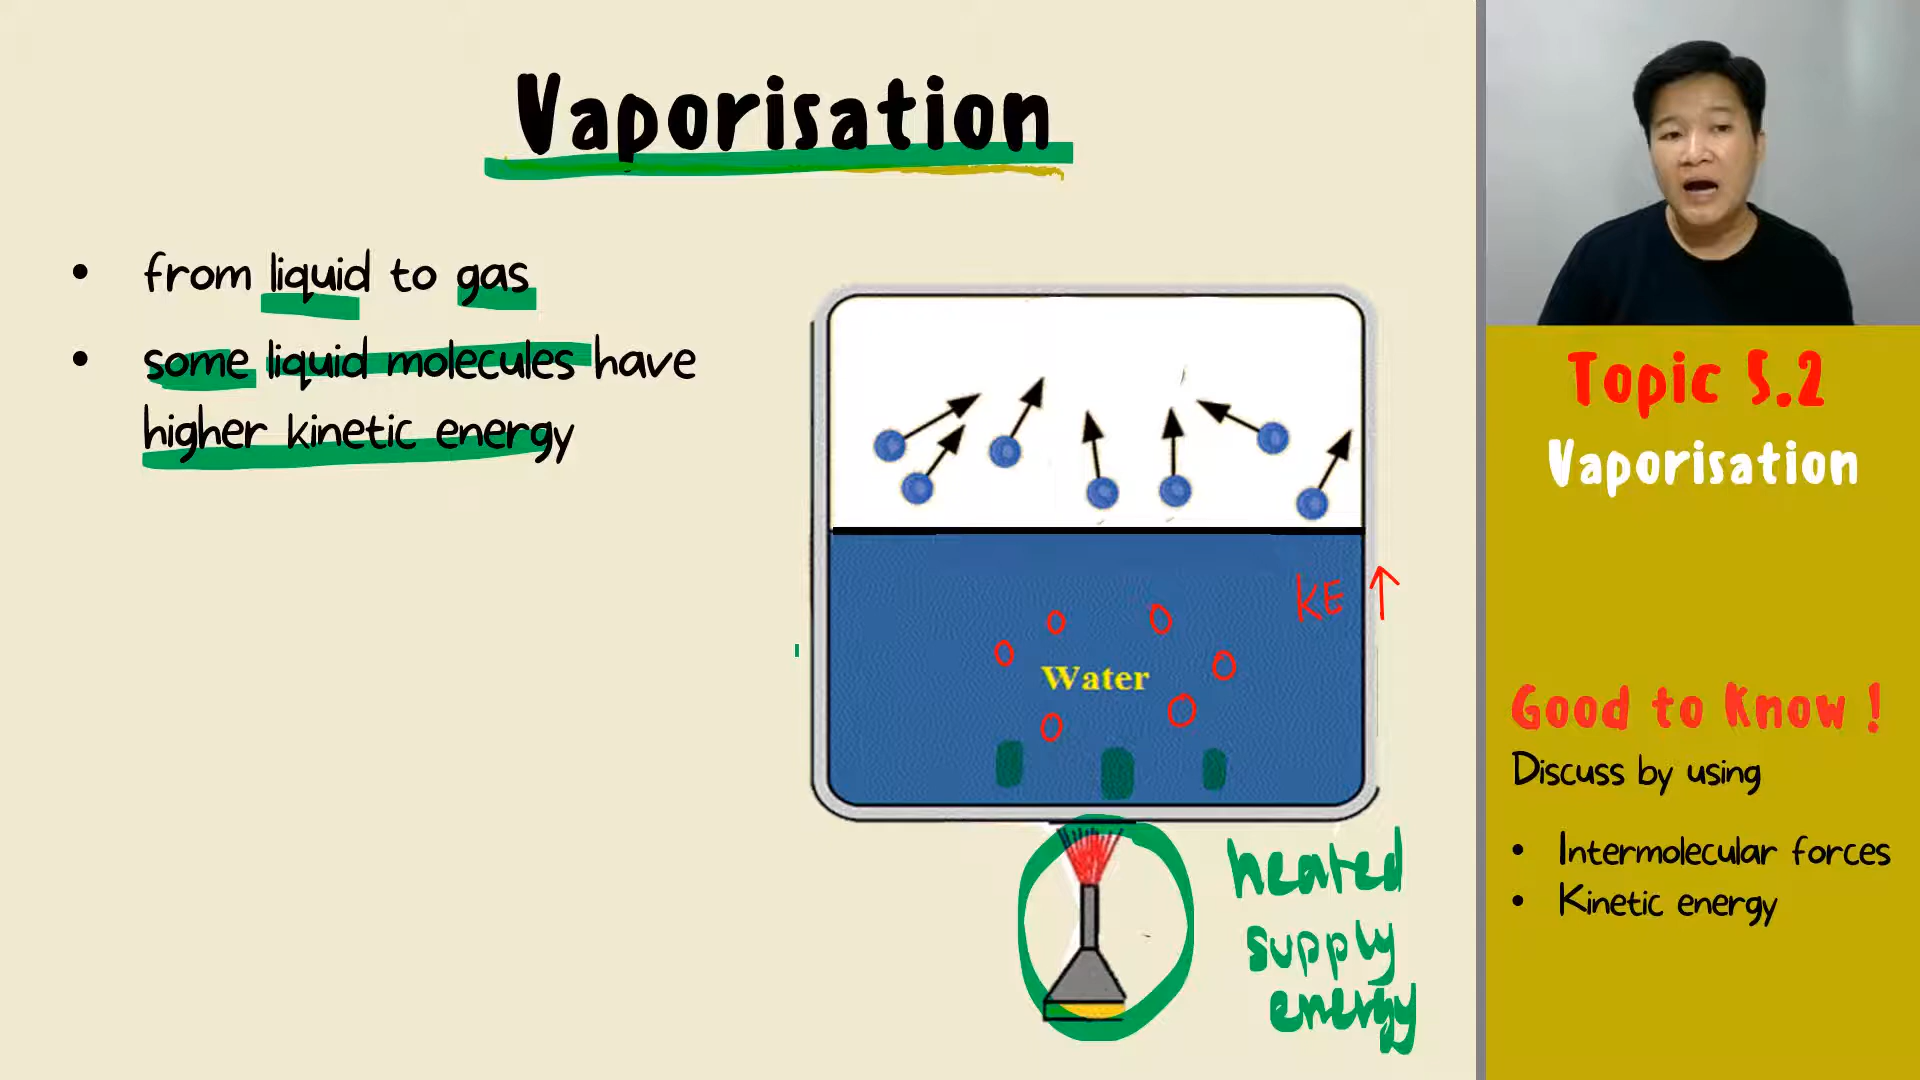 Vaporisation
• from liquid to gas
• some liquid molecules have
higher kinetic energy
KE ↑
Water
heated
supply
energy
Topic 5.2
Vaporisation
Good to Know !
Discuss by using
• Intermolecular forces
• Kinetic energy